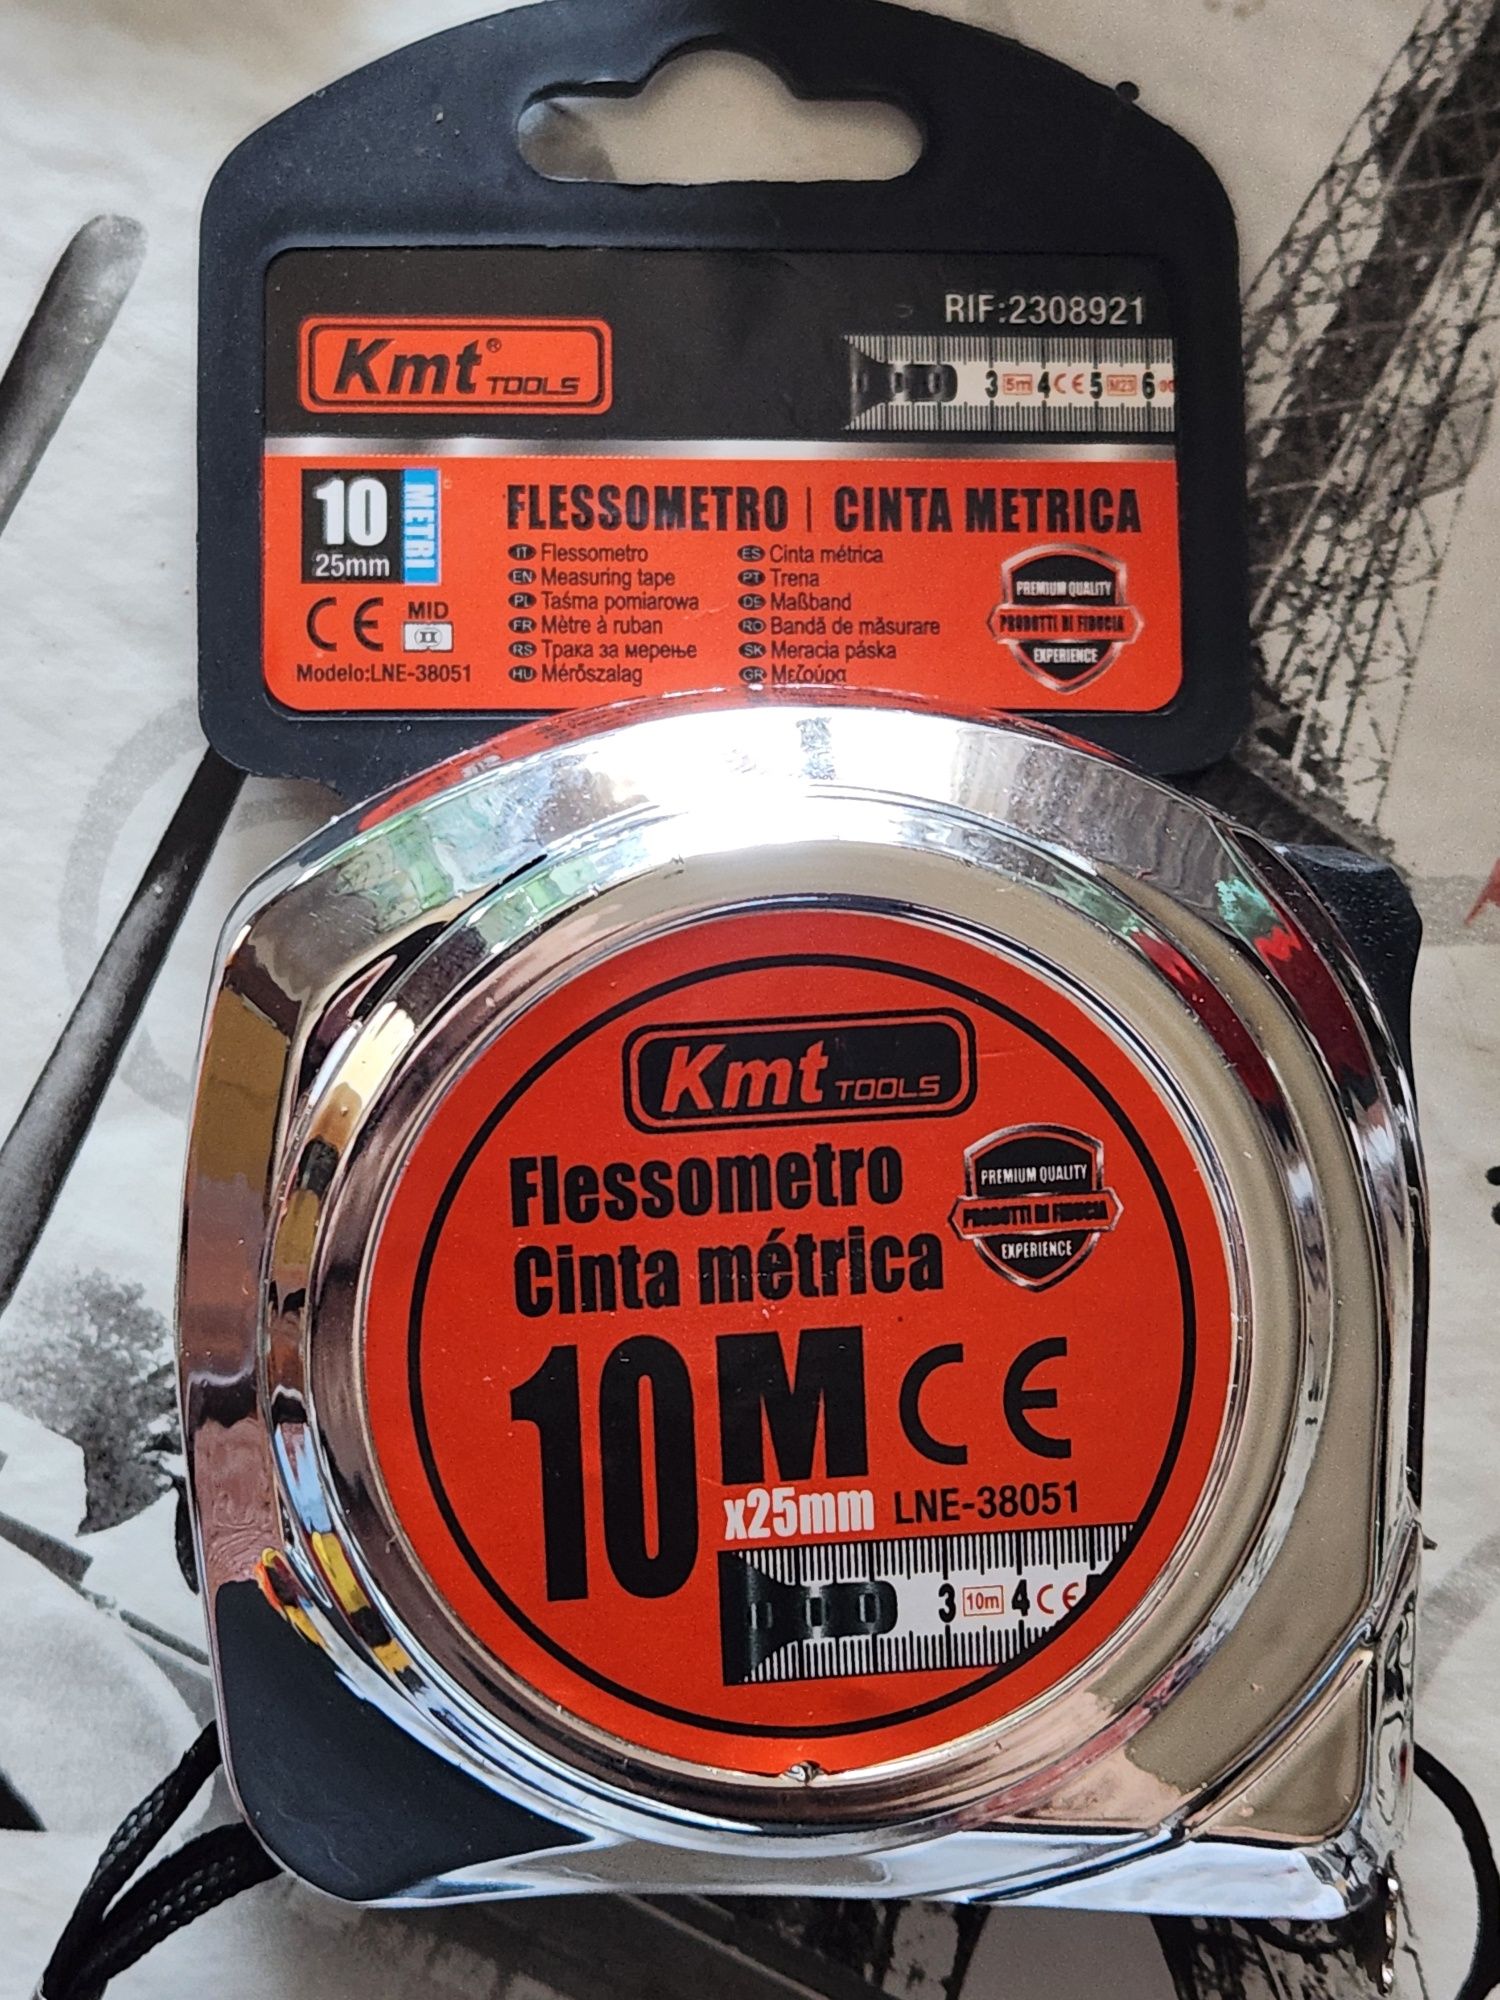 RIF:2308921
Kmt® TOOLS
3 5m 4 CE 5 M23 6
10 METRI
25mm
CE MID
II
Modelo:LNE-38051
FLESSOMETRO | CINTA METRICA
IT Flessometro
EN Measuring tape
PL Taśma pomiarowa
FR Mètre à ruban
RS Трака за мерење
HU Mérőszalag
ES Cinta métrica
PT Trena
DE Maßband
RO Bandă de măsurare
SK Meracia páska
GR Μεζούρα
PREMIUM QUALITY
PRODOTTI DI FIDUCIA
EXPERIENCE
Kmt TOOLS
Flessometro
Cinta métrica
PREMIUM QUALITY
PRODOTTI DI FIDUCIA
EXPERIENCE
10M CE
x25mm LNE-38051
3 10m 4 CE